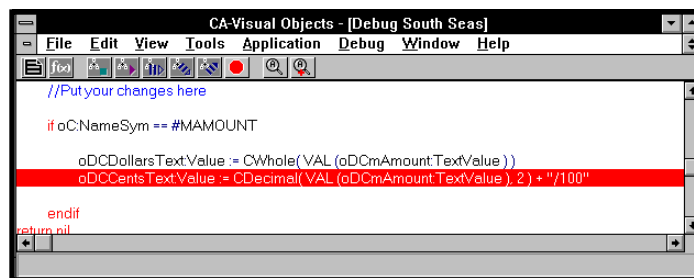 CA-Visual Objects - [Debug South Seas]
File Edit View Tools Application Debug Window Help
f(x)
//Put your changes here
if oC:NameSym == #MAMOUNT
oDCDollarsText:Value := CWhole( VAL (oDCmAmount:TextValue ) )
oDCCentsText:Value := CDecimal( VAL (oDCmAmount:TextValue ), 2 ) + "/100"
endif
return nil